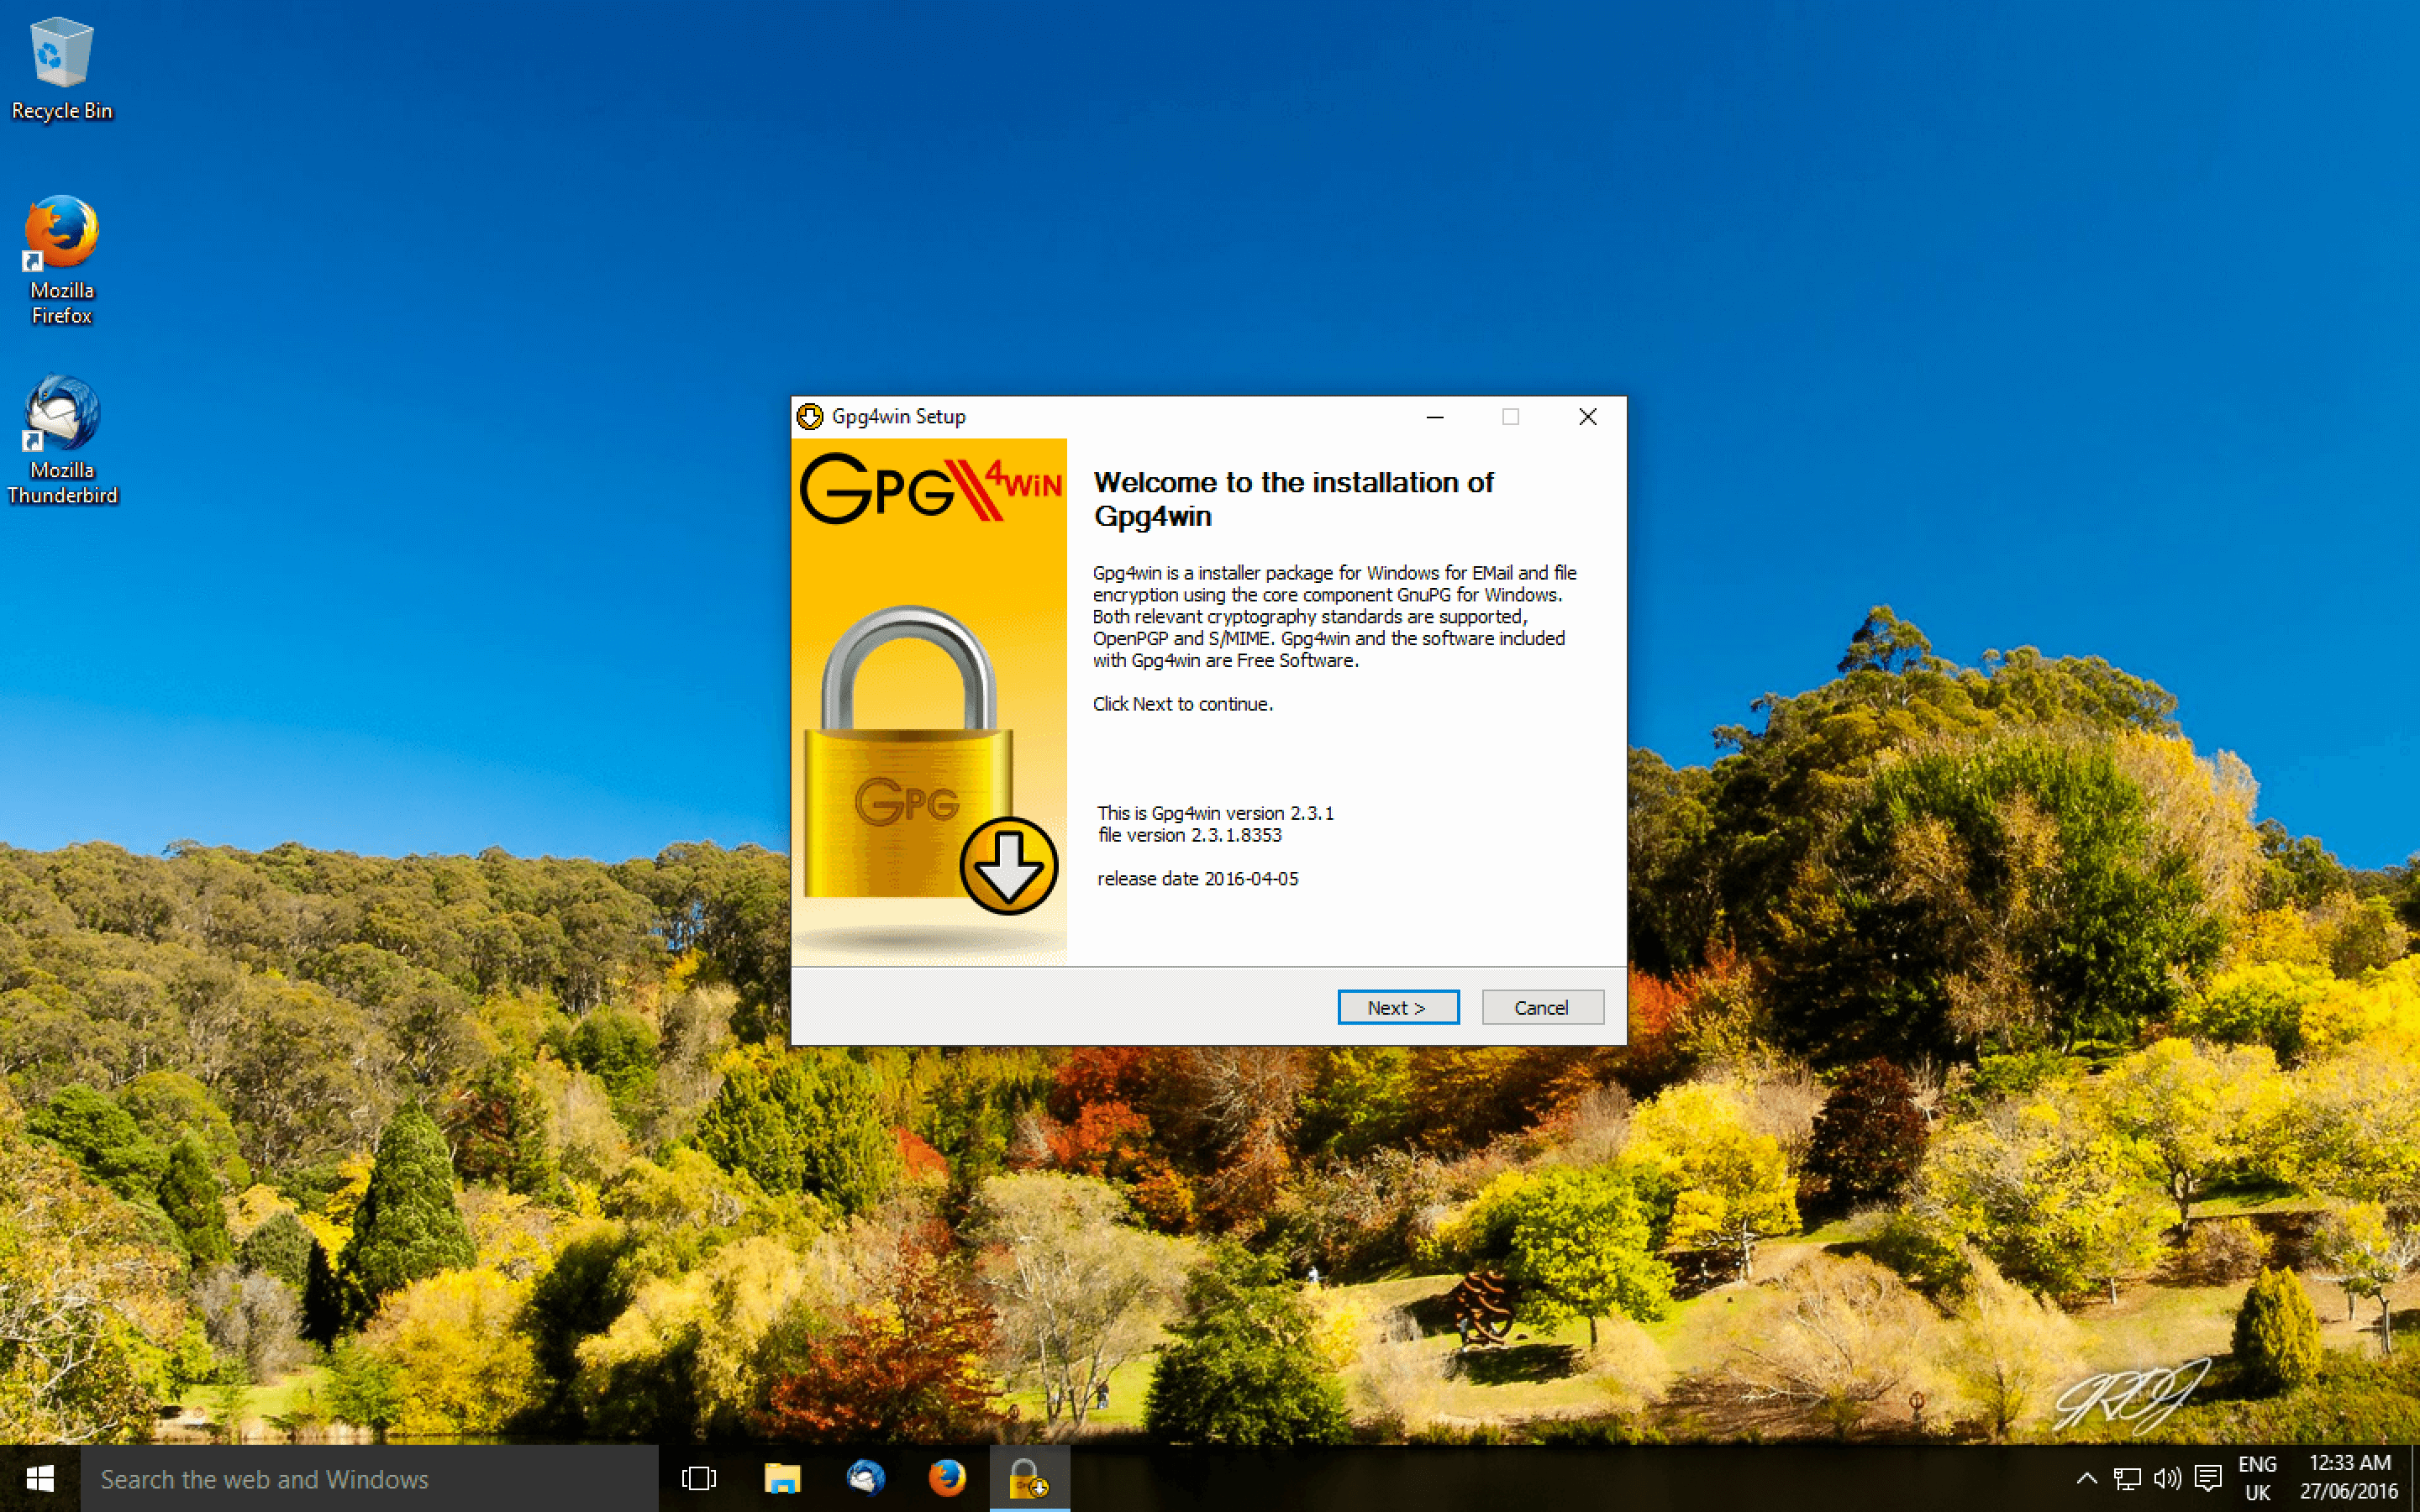 Recycle Bin
Mozilla
Firefox
Mozilla
Thunderbird
Gpg4win Setup
GPG4WiN
GPG
Welcome to the installation of
Gpg4win
Gpg4win is a installer package for Windows for EMail and file
encryption using the core component GnuPG for Windows.
Both relevant cryptography standards are supported,
OpenPGP and S/MIME. Gpg4win and the software included
with Gpg4win are Free Software.
Click Next to continue.
This is Gpg4win version 2.3.1
file version 2.3.1.8353
release date 2016-04-05
Next >
Cancel
Search the web and Windows
ENG
UK
12:33 AM
27/06/2016